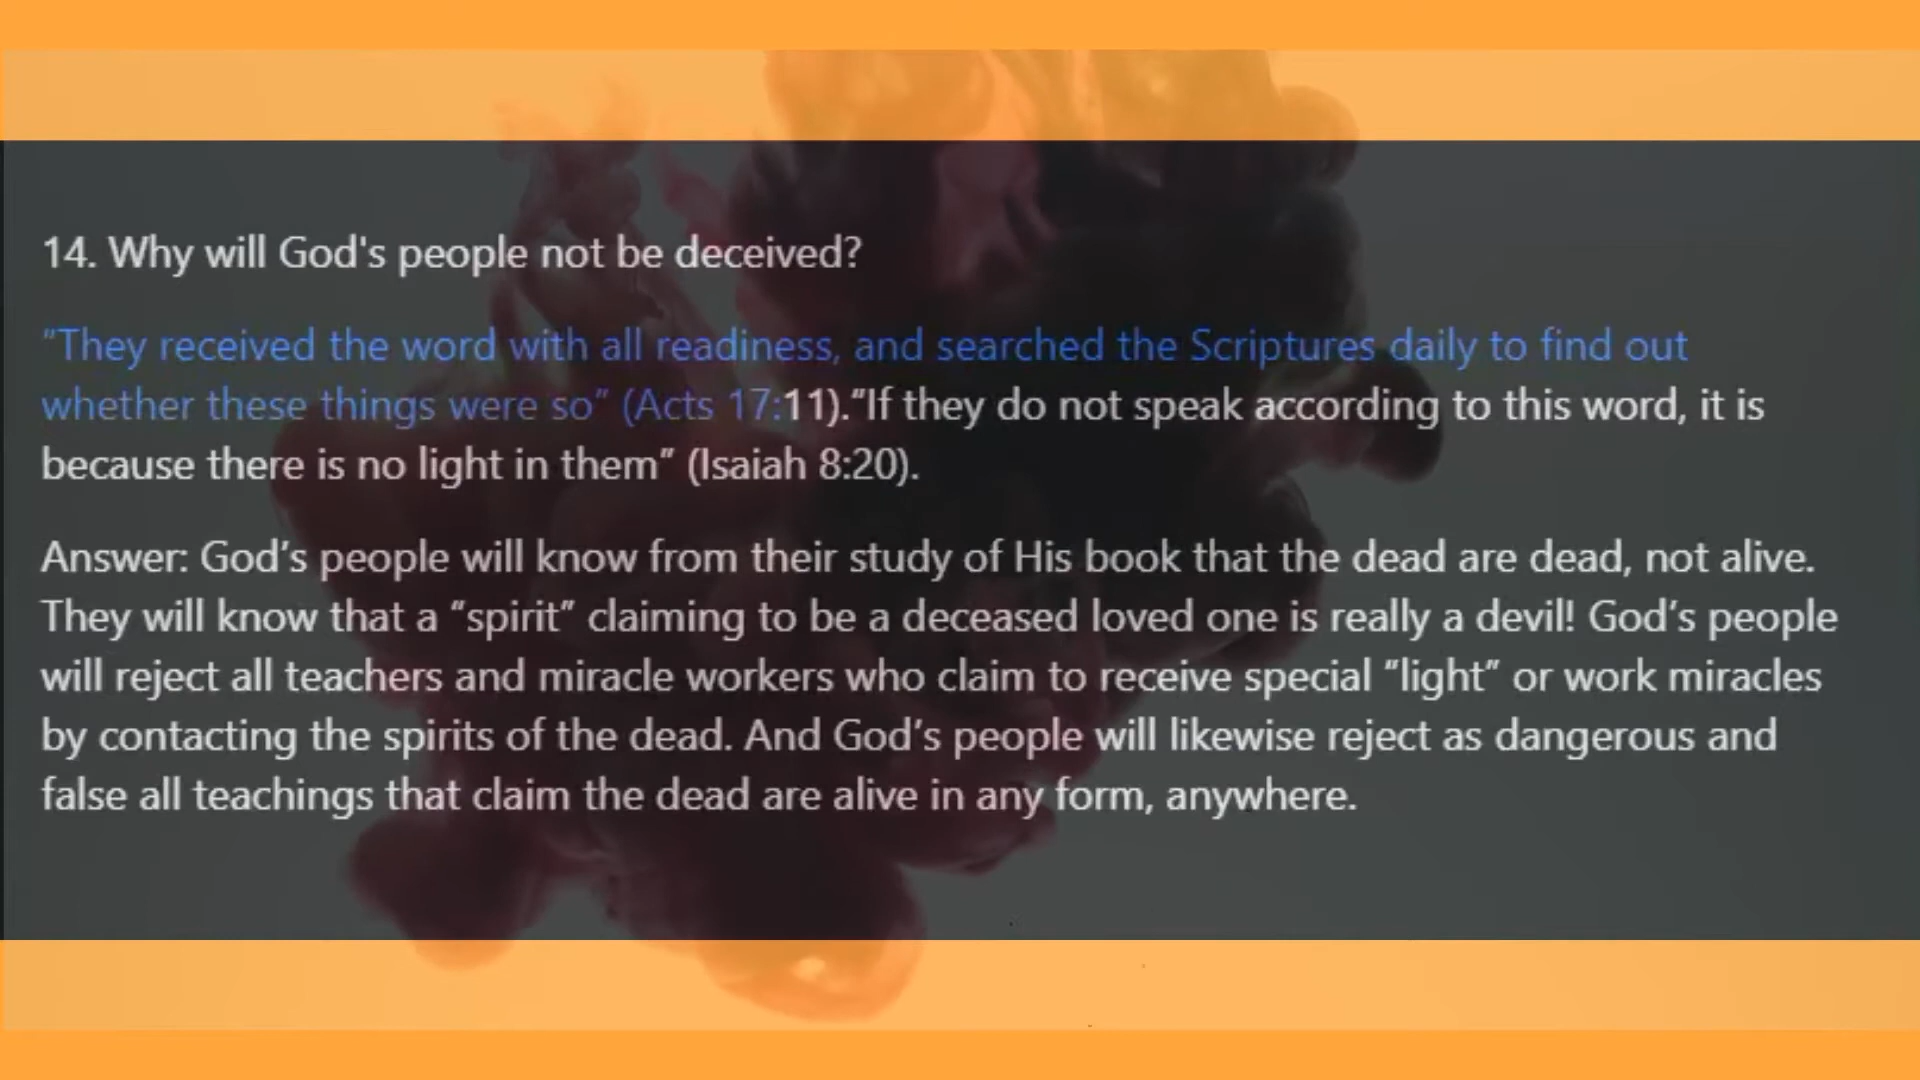 14. Why will God's people not be deceived?
“They received the word with all readiness, and searched the Scriptures daily to find out
whether these things were so” (Acts 17:11).“If they do not speak according to this word, it is
because there is no light in them” (Isaiah 8:20).
Answer: God’s people will know from their study of His book that the dead are dead, not alive.
They will know that a “spirit” claiming to be a deceased loved one is really a devil! God’s people
will reject all teachers and miracle workers who claim to receive special “light” or work miracles
by contacting the spirits of the dead. And God’s people will likewise reject as dangerous and
false all teachings that claim the dead are alive in any form, anywhere.